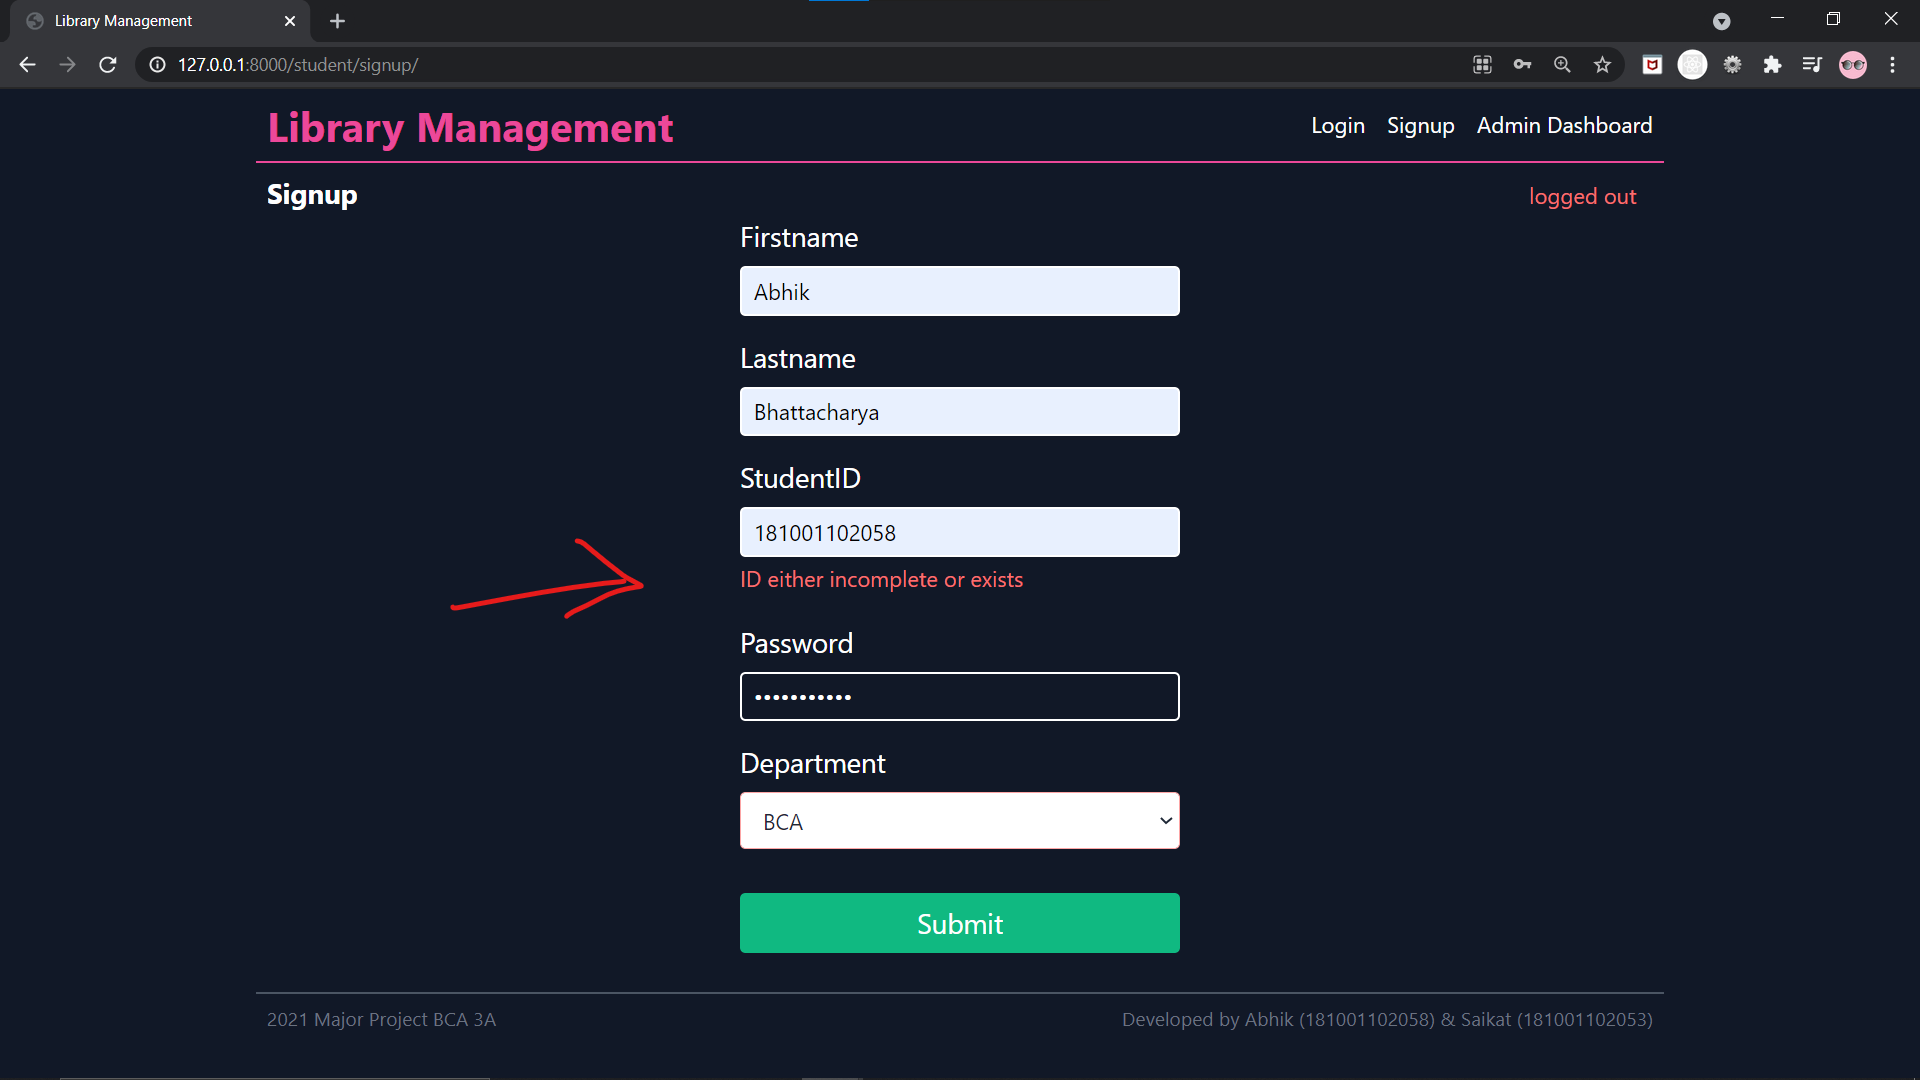 Library Management
127.0.0.1:8000/student/signup/
Library Management
Login Signup Admin Dashboard
Signup
logged out
Firstname
Abhik
Lastname
Bhattacharya
StudentID
181001102058
ID either incomplete or exists
Password
•••••••••••
Department
BCA
Submit
2021 Major Project BCA 3A
Developed by Abhik (181001102058) & Saikat (181001102053)